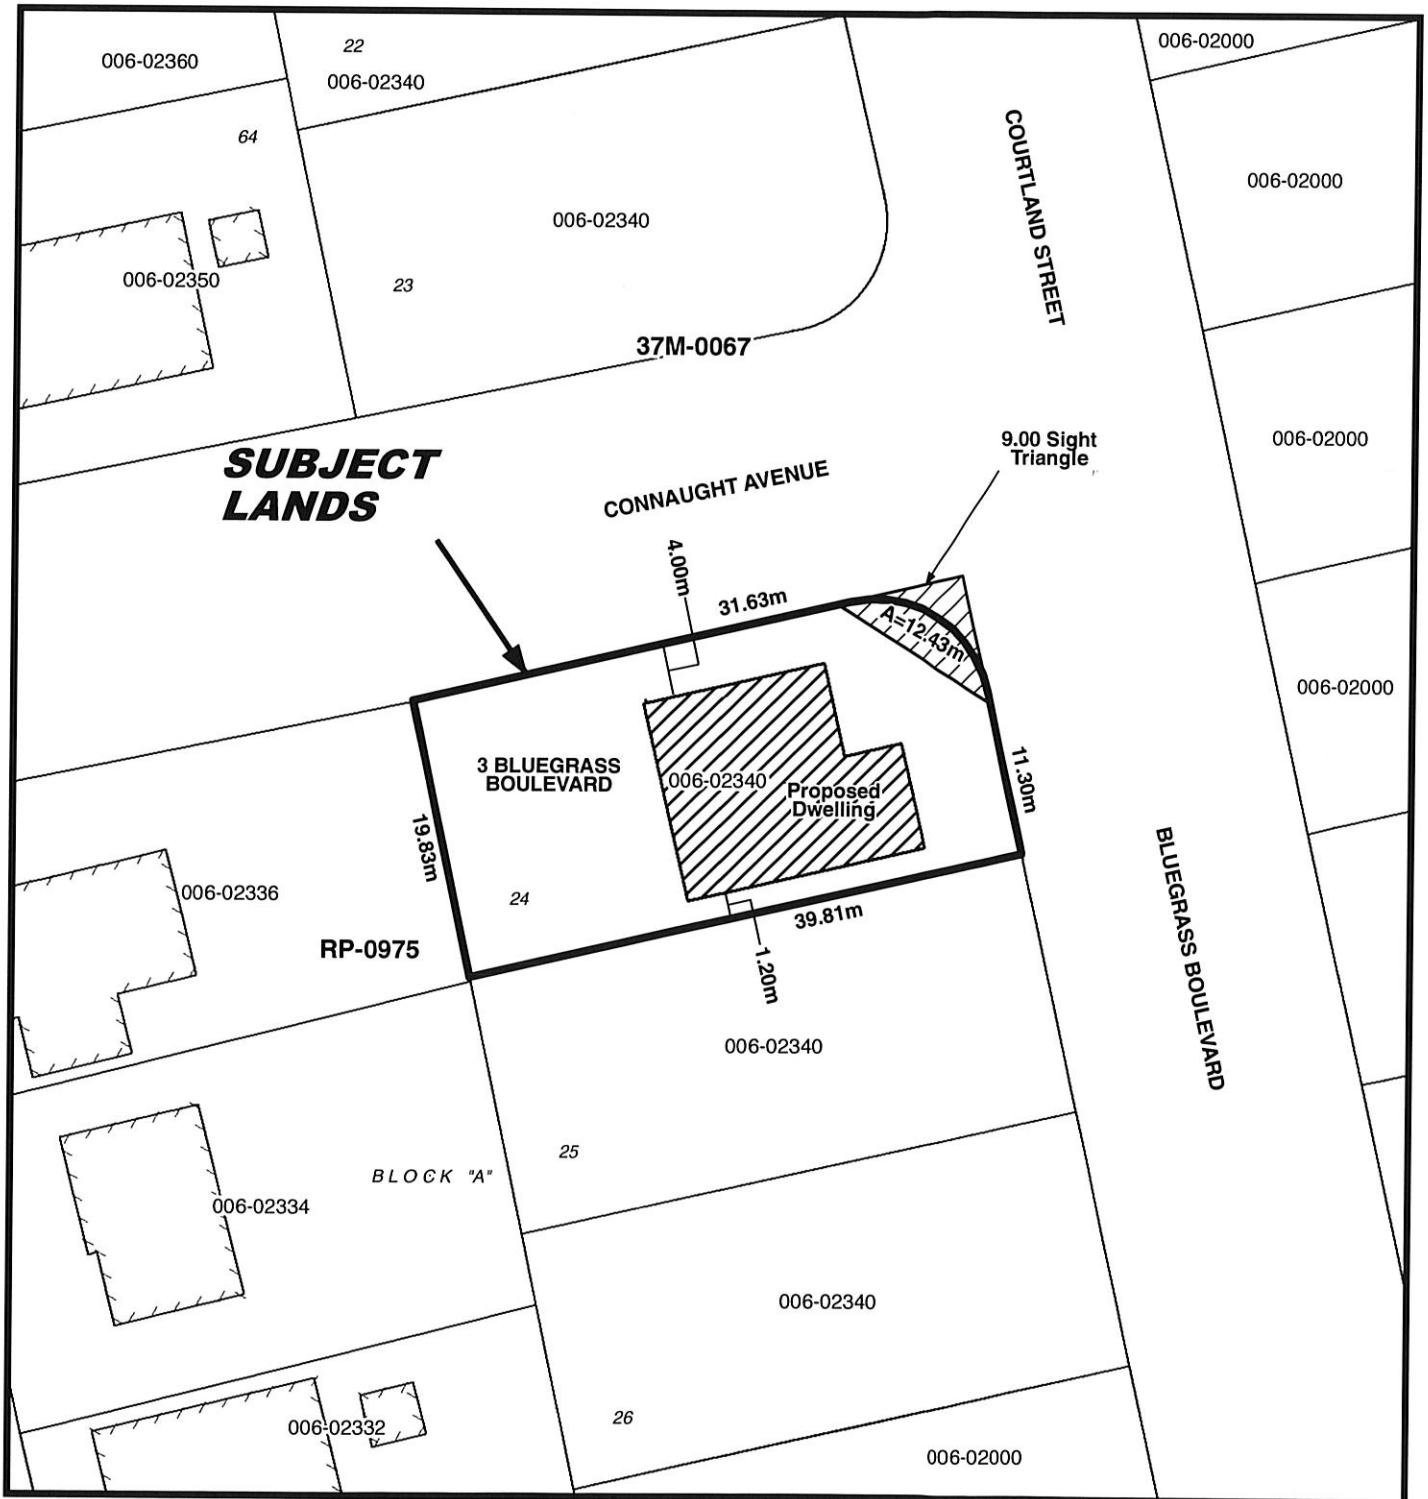 006-02360
22
006-02340
006-02000
64
COURTLAND STREET
006-02000
006-02340
006-02350
23
37M-0067
006-02000
9.00 Sight
Triangle
SUBJECT
LANDS
CONNAUGHT AVENUE
4.00m
31.63m
A=12.43m
006-02000
3 BLUEGRASS
BOULEVARD
006-02340
Proposed
Dwelling
11.30m
19.83m
006-02336
24
39.81m
BLUEGRASS BOULEVARD
RP-0975
1.20m
006-02340
25
BLOCK "A"
006-02334
006-02340
26
006-02332
006-02000